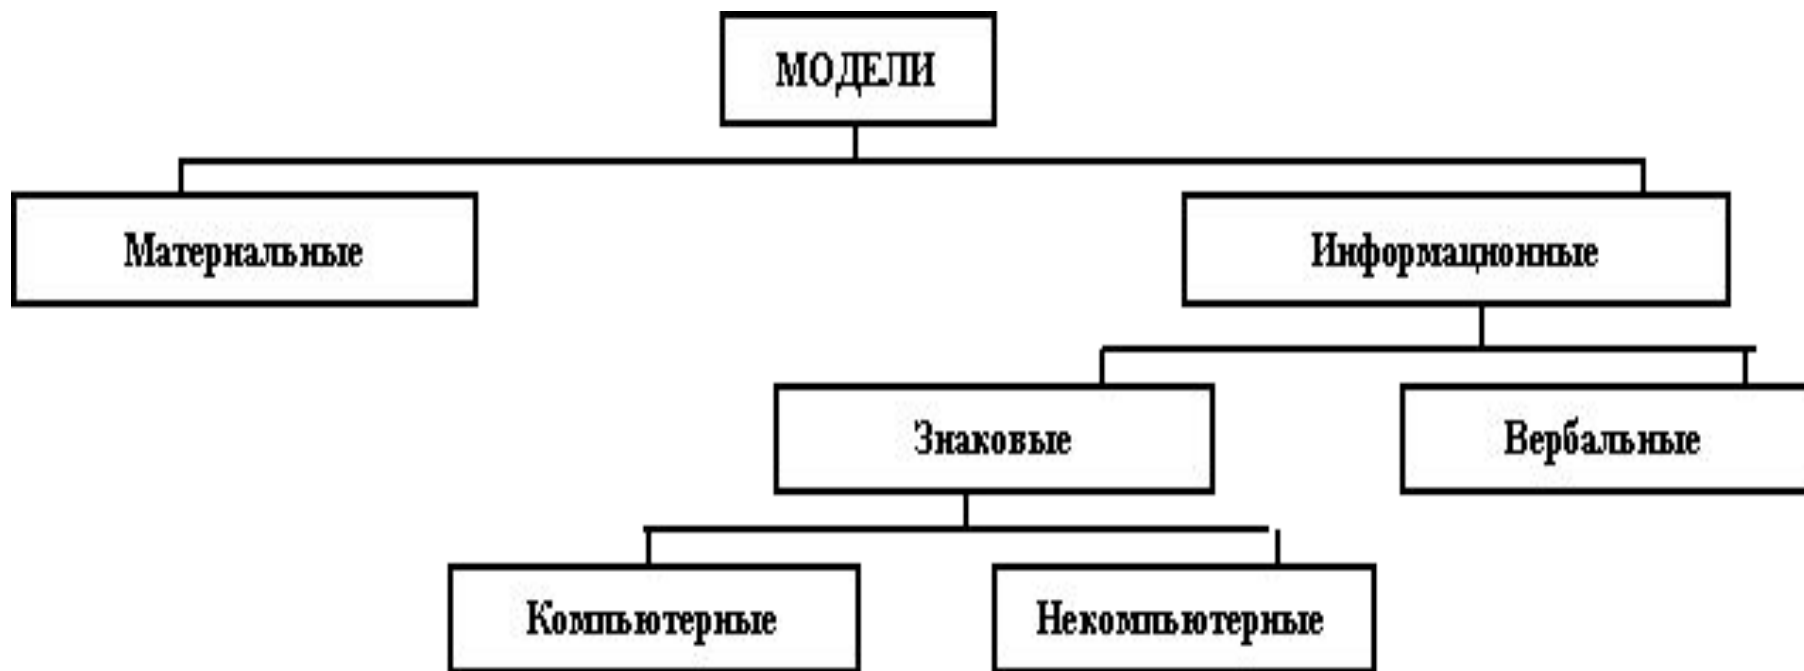 МОДЕЛИ
Материальные
Информационные
Знаковые
Вербальные
Компьютерные
Некомпьютерные